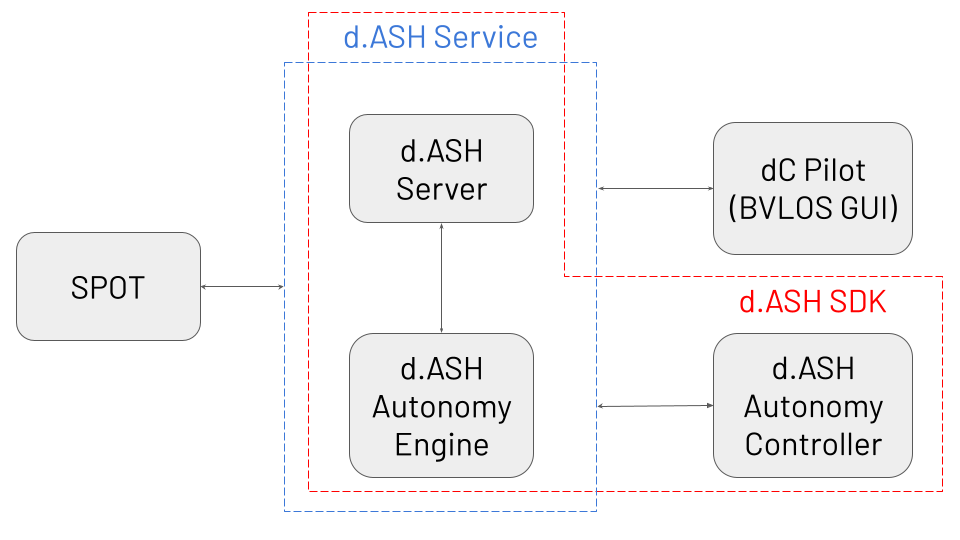 d.ASH Service
d.ASH
Server
dC Pilot
(BVLOS GUI)
SPOT
d.ASH SDK
d.ASH
Autonomy
Engine
d.ASH
Autonomy
Controller